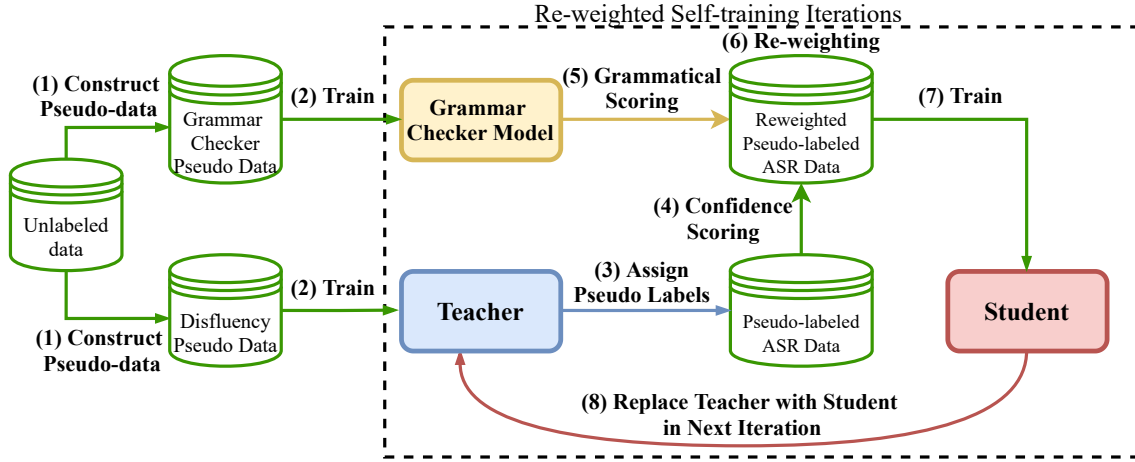 Re-weighted Self-training Iterations
(1) Construct
Pseudo-data
Grammar
Checker
Pseudo Data
(2) Train
Grammar
Checker Model
(5) Grammatical
Scoring
(6) Re-weighting
Reweighted
Pseudo-labeled
ASR Data
(7) Train
Unlabeled
data
(4) Confidence
Scoring
(1) Construct
Pseudo-data
Disfluency
Pseudo Data
(2) Train
Teacher
(3) Assign
Pseudo Labels
Pseudo-labeled
ASR Data
Student
(8) Replace Teacher with Student
in Next Iteration